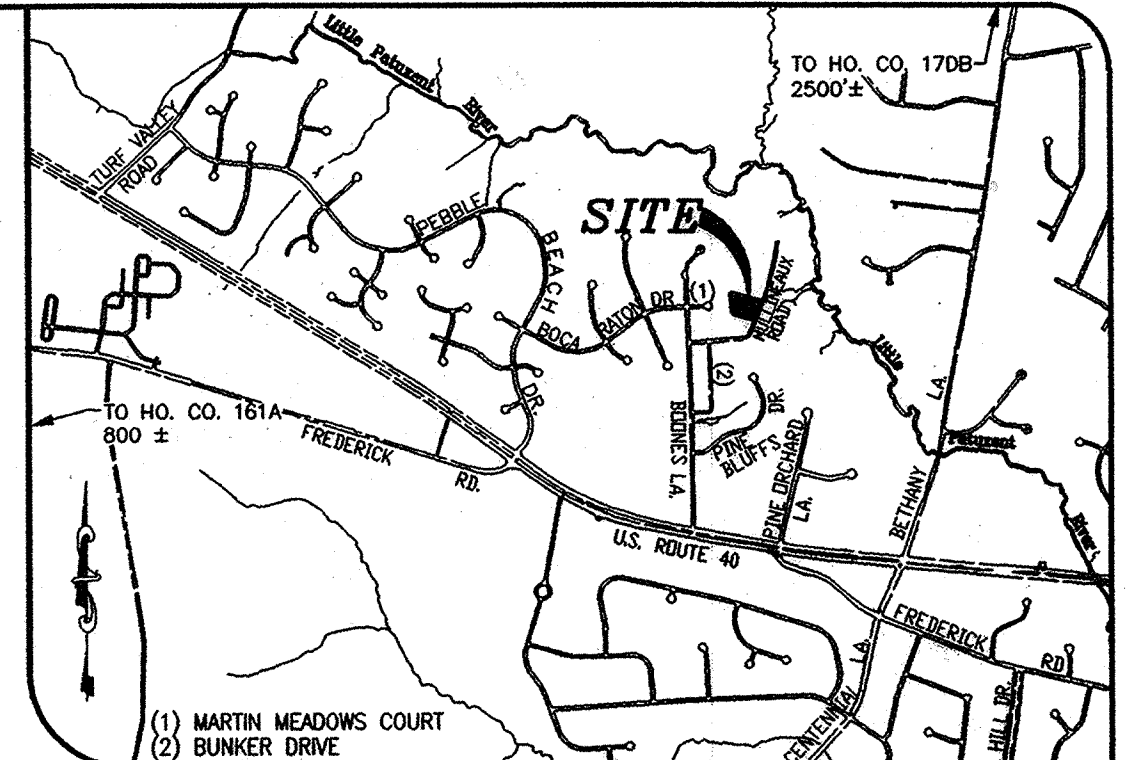 Little Patuxent River
TO HO. CO. 17DB
2500'±
TURF VALLEY
ROAD
SITE
PEBBLE
BEACH
DR.
BOCA RATON DR.
(1)
MULLINEAUX
ROAD
(2)
Little
Patuxent
River
LA.
BETHANY
TO HO. CO. 161A
800 ±
FREDERICK
RD.
BOONES LA.
PINE
BLUFFS
DR.
PINE ORCHARD
LA.
U.S. ROUTE 40
FREDERICK
RD
LA.
CENTENNIAL
HILL DR.
(1) MARTIN MEADOWS COURT
(2) BUNKER DRIVE